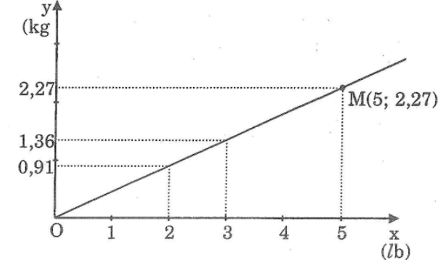 y
(kg
2,27
M(5; 2,27)
1,36
0,91
O 1 2 3 4 5 x
(lb)